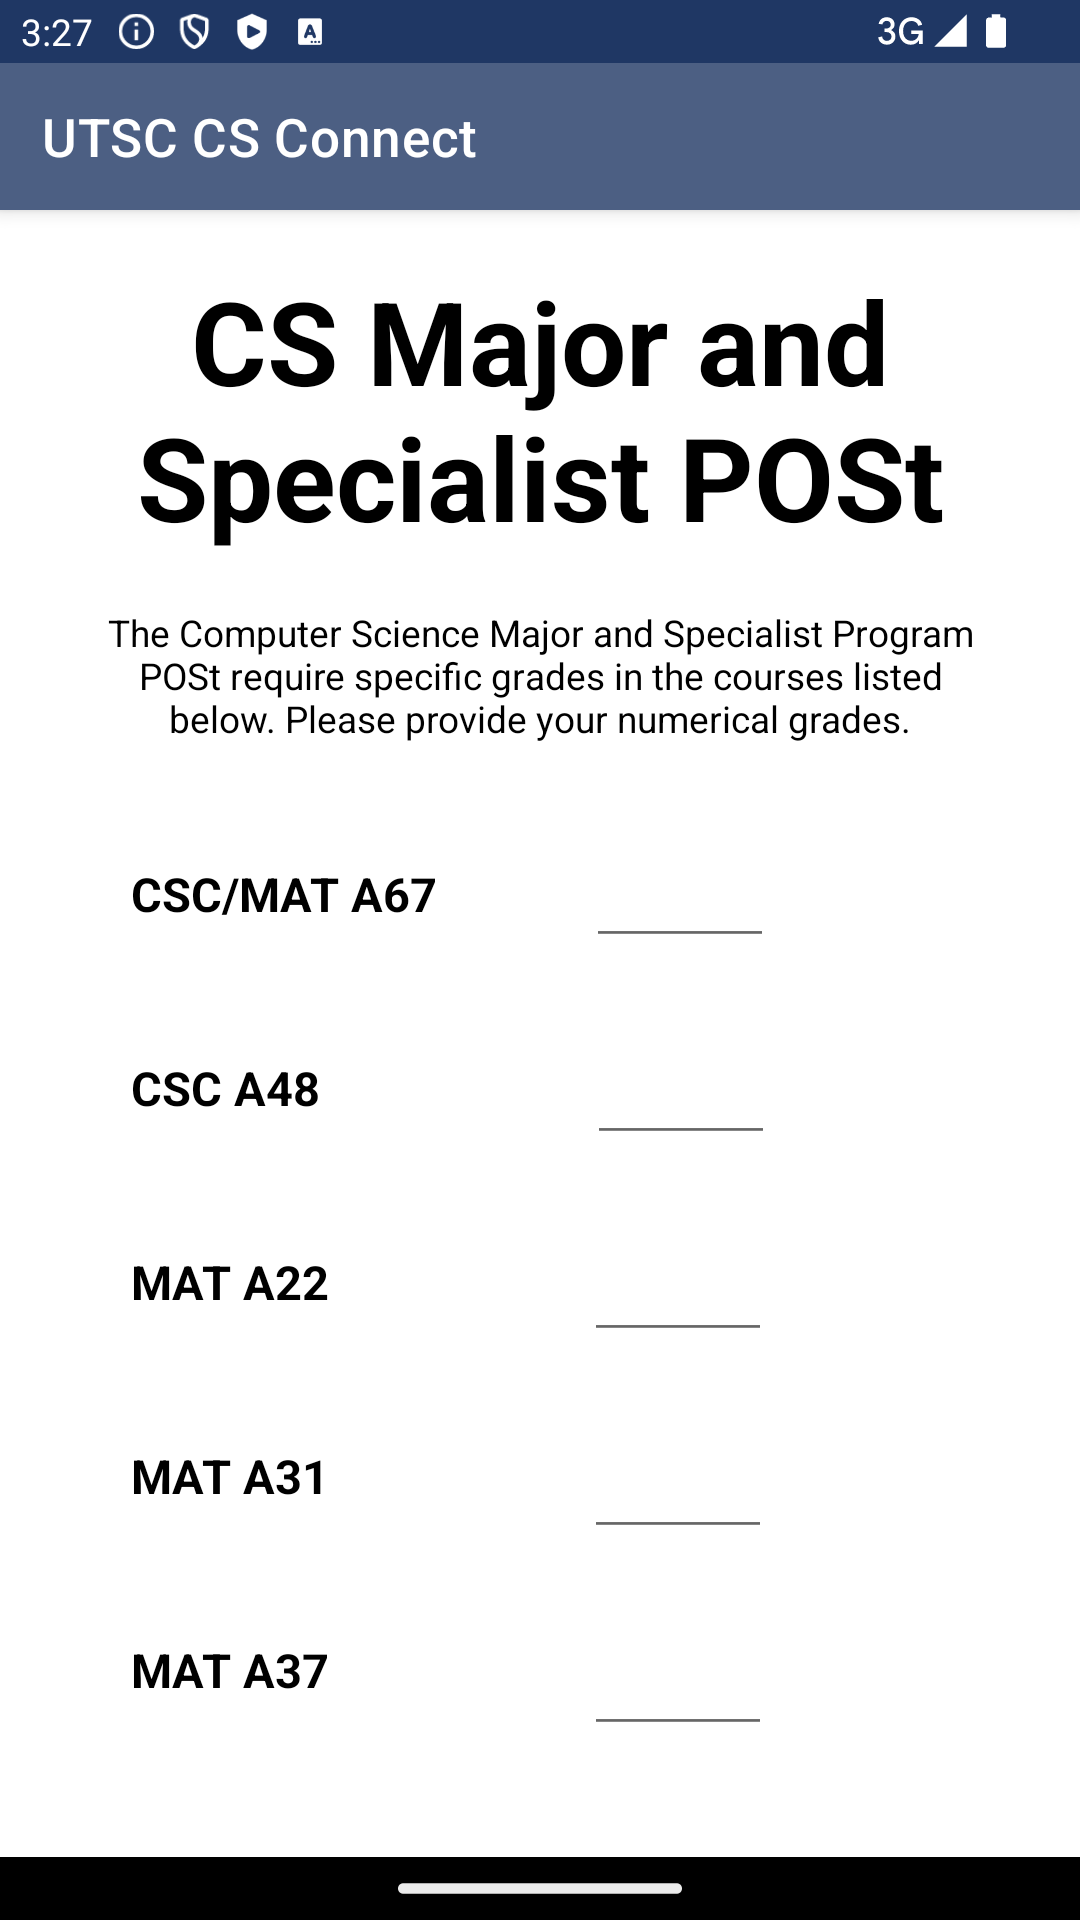 3:27
3G
UTSC CS Connect
CS Major and
Specialist POSt
The Computer Science Major and Specialist Program
POSt require specific grades in the courses listed
below. Please provide your numerical grades.
CSC/MAT A67
CSC A48
MAT A22
MAT A31
MAT A37